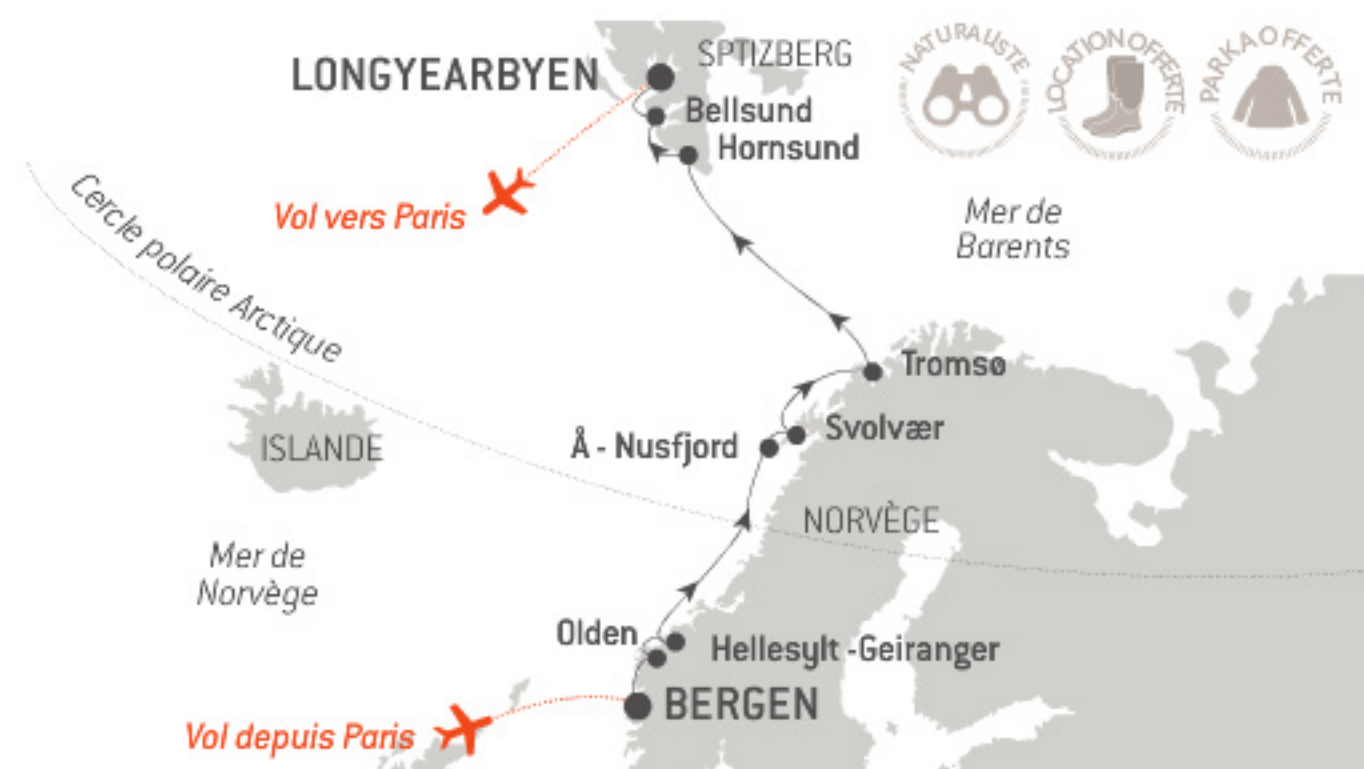 LONGYEARBYEN
SPTIZBERG
NATURALISTE
LOCATION OFFERTE
PARKA OFFERTE
Bellsund
Hornsund
Vol vers Paris
Mer de
Barents
Cercle polaire Arctique
Tromsø
ISLANDE
Å - Nusfjord
Svolvær
NORVÈGE
Mer de
Norvège
Olden
Hellesylt -Geiranger
BERGEN
Vol depuis Paris